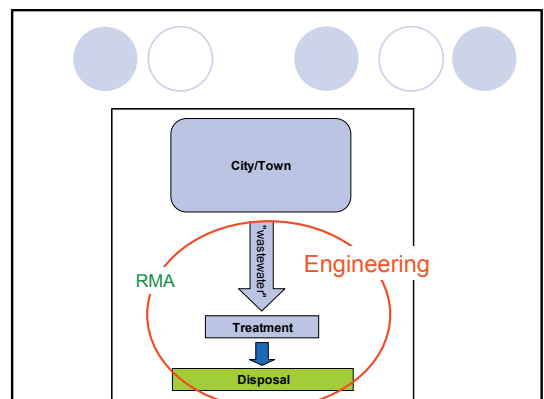 City/Town
"wastewater"
Engineering
RMA
Treatment
Disposal